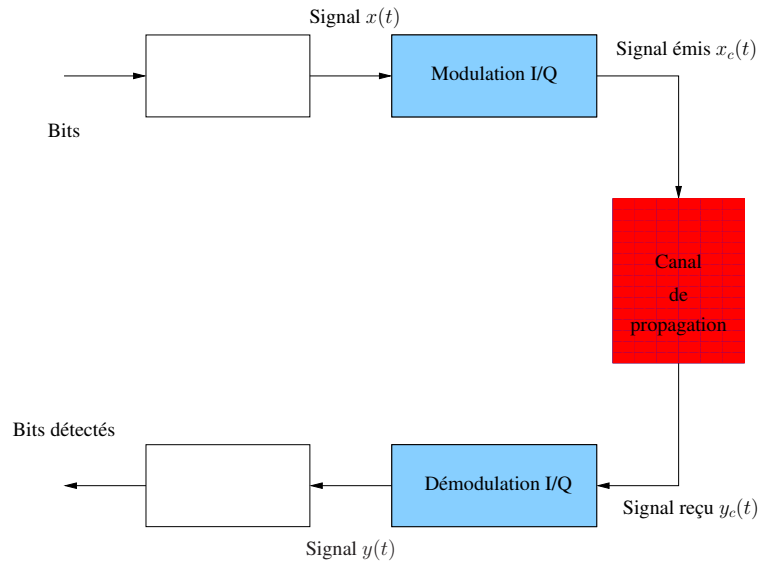 Signal x(t)
Modulation I/Q
Signal émis x_c(t)
Bits
Canal
de
propagation
Bits détectés
Démodulation I/Q
Signal reçu y_c(t)
Signal y(t)